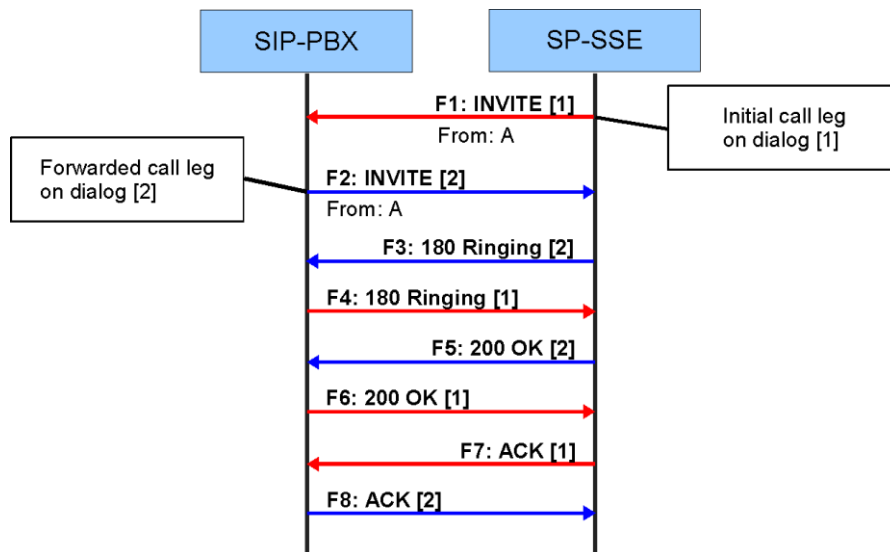 SIP-PBX
SP-SSE
F1: INVITE [1]
From: A
Initial call leg
on dialog [1]
Forwarded call leg
on dialog [2]
F2: INVITE [2]
From: A
F3: 180 Ringing [2]
F4: 180 Ringing [1]
F5: 200 OK [2]
F6: 200 OK [1]
F7: ACK [1]
F8: ACK [2]